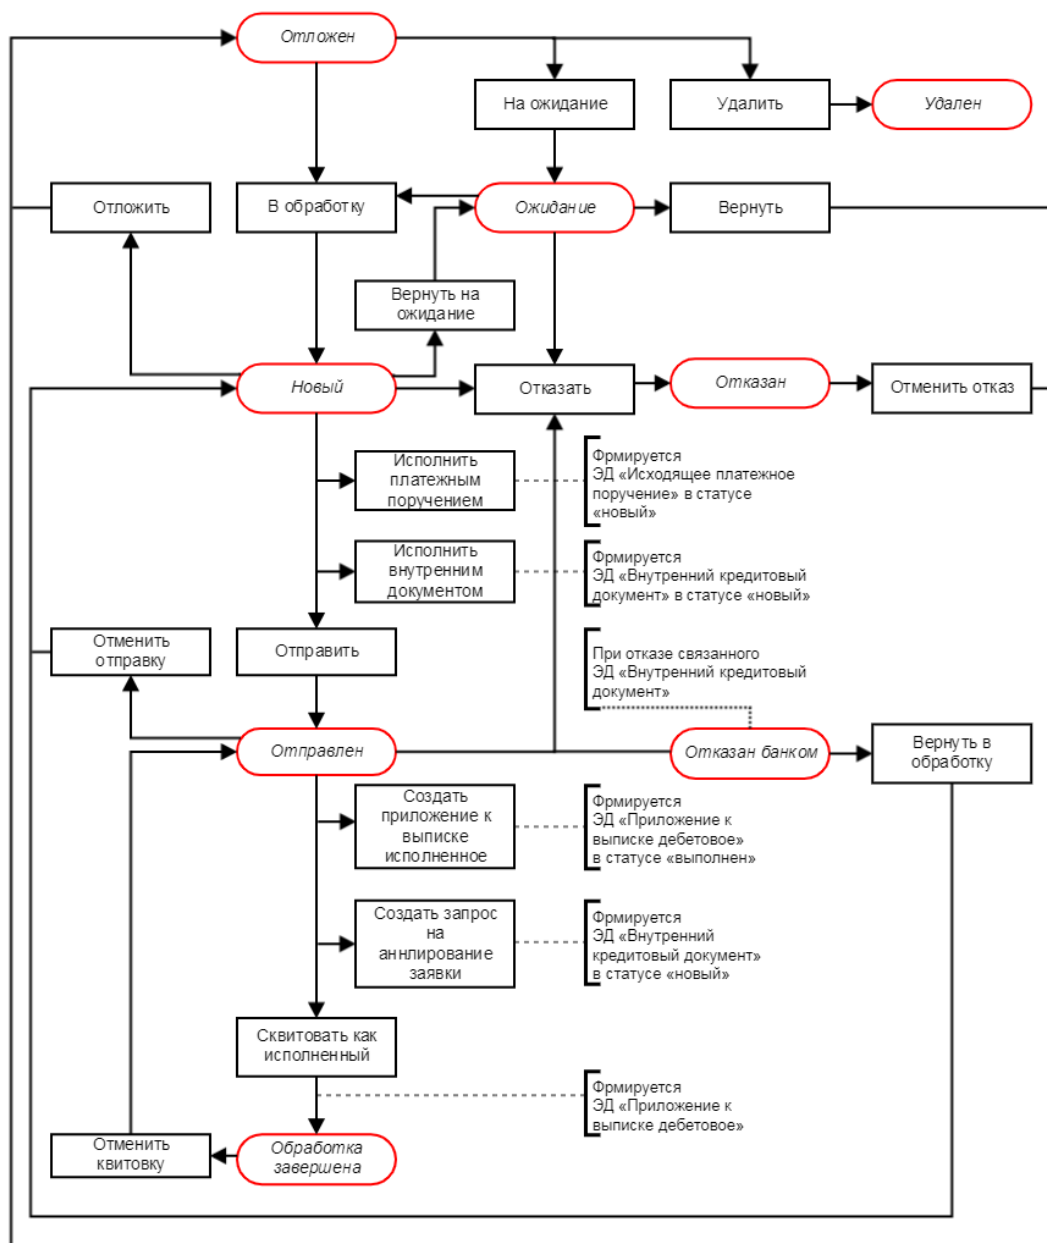 Отложен
На ожидание
Удалить
Удален
Отложить
В обработку
Ожидание
Вернуть
Вернуть на
ожидание
Новый
Отказать
Отказан
Отменить отказ
Исполнить
платежным
поручением
Фрмируется
ЭД «Исходящее платежное
поручение» в статусе
«новый»
Исполнить
внутренним
документом
Фрмируется
ЭД «Внутренний кредитовый
документ» в статусе «новый»
Отменить
отправку
Отправить
При отказе связанного
ЭД «Внутренний кредитовый
документ»
Отправлен
Отказан банком
Вернуть в
обработку
Создать
приложение к
выписке
исполненное
Фрмируется
ЭД «Приложение к
выписке дебетовое»
в статусе «выполнен»
Создать запрос
на
аннлирование
заявки
Фрмируется
ЭД «Внутренний
кредитовый документ»
в статусе «новый»
Сквитовать как
исполненный
Фрмируется
ЭД «Приложение к
выписке дебетовое»
Отменить
квитовку
Обработка
завершена